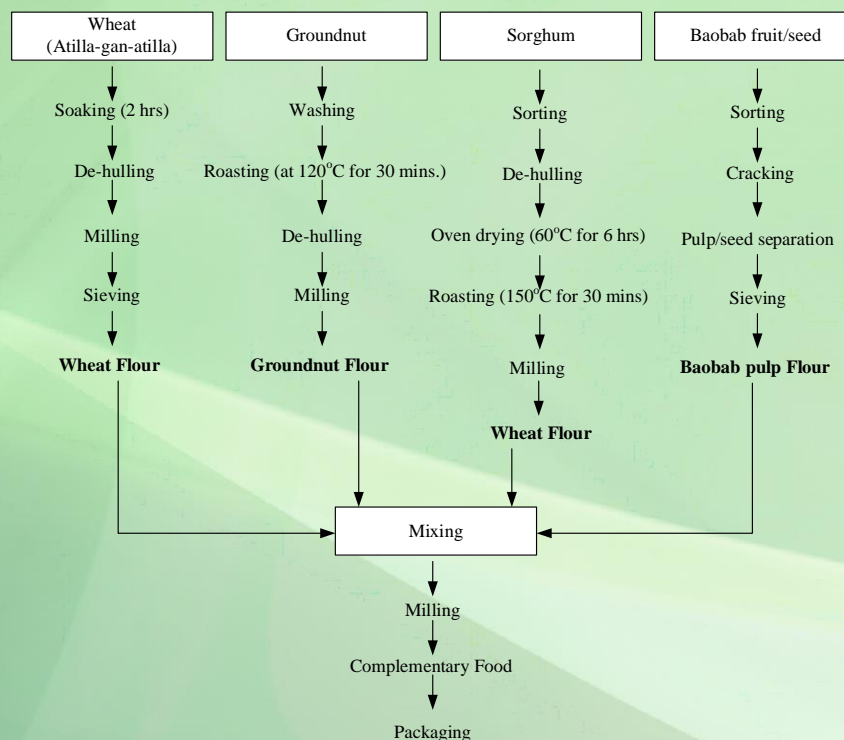 Wheat
(Atilla-gan-atilla)
Soaking (2 hrs)
De-hulling
Milling
Sieving
Wheat Flour
Groundnut
Washing
Roasting (at 120°C for 30 mins.)
De-hulling
Milling
Groundnut Flour
Sorghum
Sorting
De-hulling
Oven drying (60°C for 6 hrs)
Roasting (150°C for 30 mins)
Milling
Wheat Flour
Baobab fruit/seed
Sorting
Cracking
Pulp/seed separation
Sieving
Baobab pulp Flour
Mixing
Milling
Complementary Food
Packaging